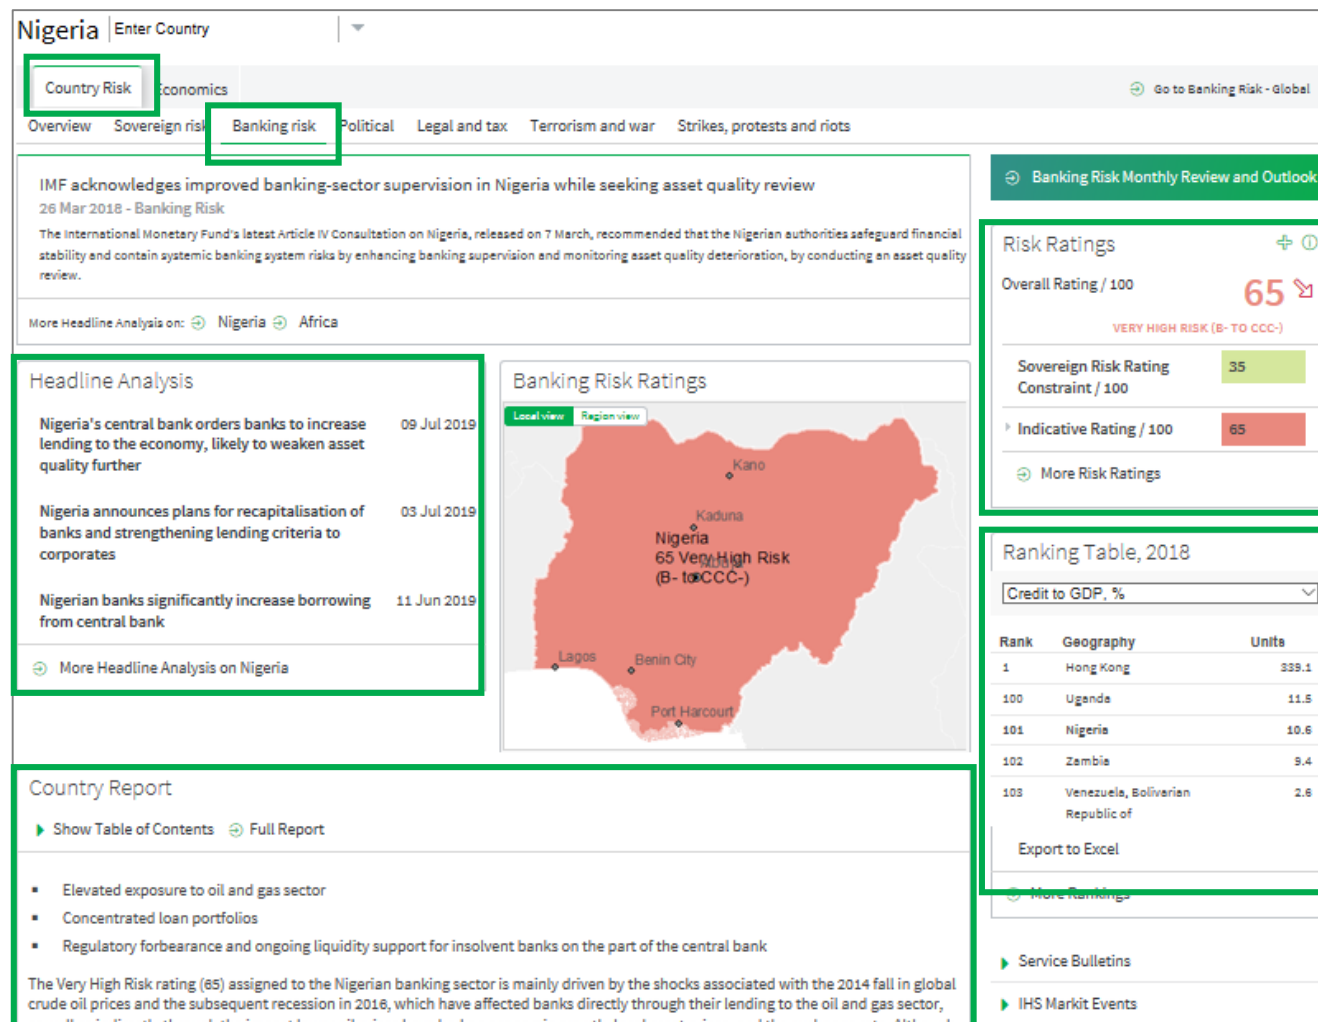 Nigeria Enter Country
Country Risk Economics
Go to Banking Risk - Global
Overview Sovereign risk Banking risk Political Legal and tax Terrorism and war Strikes, protests and riots
IMF acknowledges improved banking-sector supervision in Nigeria while seeking asset quality review
26 Mar 2018 - Banking Risk
The International Monetary Fund's latest Article IV Consultation on Nigeria, released on 7 March, recommended that the Nigerian authorities safeguard financial
stability and contain systemic banking system risks by enhancing banking supervision and monitoring asset quality deterioration, by conducting an asset quality
review.
More Headline Analysis on: Nigeria Africa
Headline Analysis
Nigeria's central bank orders banks to increase 09 Jul 2019
lending to the economy, likely to weaken asset
quality further
Nigeria announces plans for recapitalisation of 03 Jul 2019
banks and strengthening lending criteria to
corporates
Nigerian banks significantly increase borrowing 11 Jun 2019
from central bank
More Headline Analysis on Nigeria
Banking Risk Ratings
Local view Region view
Kano
Kaduna
Nigeria
65 Very High Risk
Abuja
(B- to CCC-)
Lagos
Benin City
Port Harcourt
Banking Risk Monthly Review and Outlook
Risk Ratings
Overall Rating / 100 65
VERY HIGH RISK (B- TO CCC-)
Sovereign Risk Rating 35
Constraint / 100
Indicative Rating / 100 65
More Risk Ratings
Ranking Table, 2018
Credit to GDP, %
Rank Geography Units
1 Hong Kong 339.1
100 Uganda 11.5
101 Nigeria 10.6
102 Zambia 9.4
103 Venezuela, Bolivarian 2.6
Republic of
Export to Excel
More Rankings
Service Bulletins
IHS Markit Events
Country Report
Show Table of Contents Full Report
Elevated exposure to oil and gas sector
Concentrated loan portfolios
Regulatory forbearance and ongoing liquidity support for insolvent banks on the part of the central bank
The Very High Risk rating (65) assigned to the Nigerian banking sector is mainly driven by the shocks associated with the 2014 fall in global
crude oil prices and the subsequent recession in 2016, which have affected banks directly through their lending to the oil and gas sector,